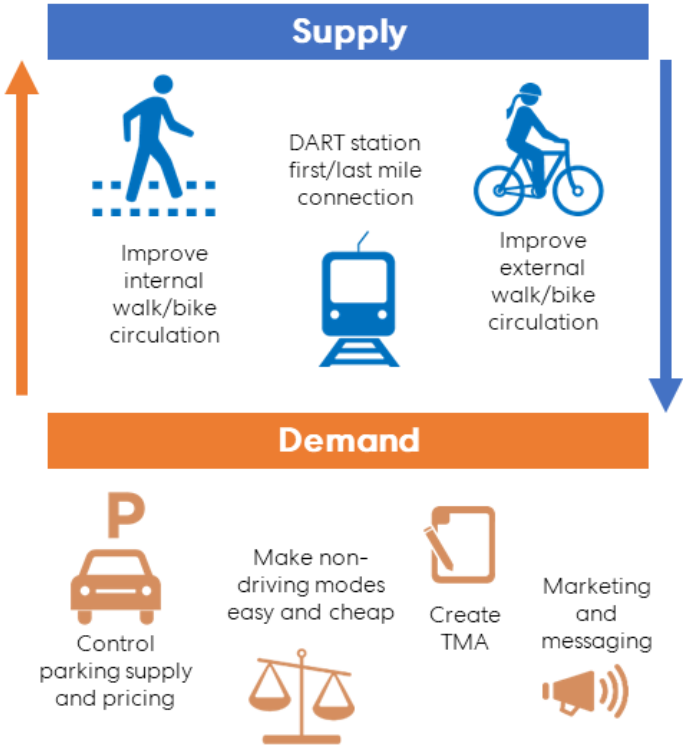 Supply
DART station
first/last mile
connection
Improve
internal
walk/bike
circulation
Improve
external
walk/bike
circulation
Demand
P
Control
parking supply
and pricing
Make non-
driving modes
easy and cheap
Create
TMA
Marketing
and
messaging